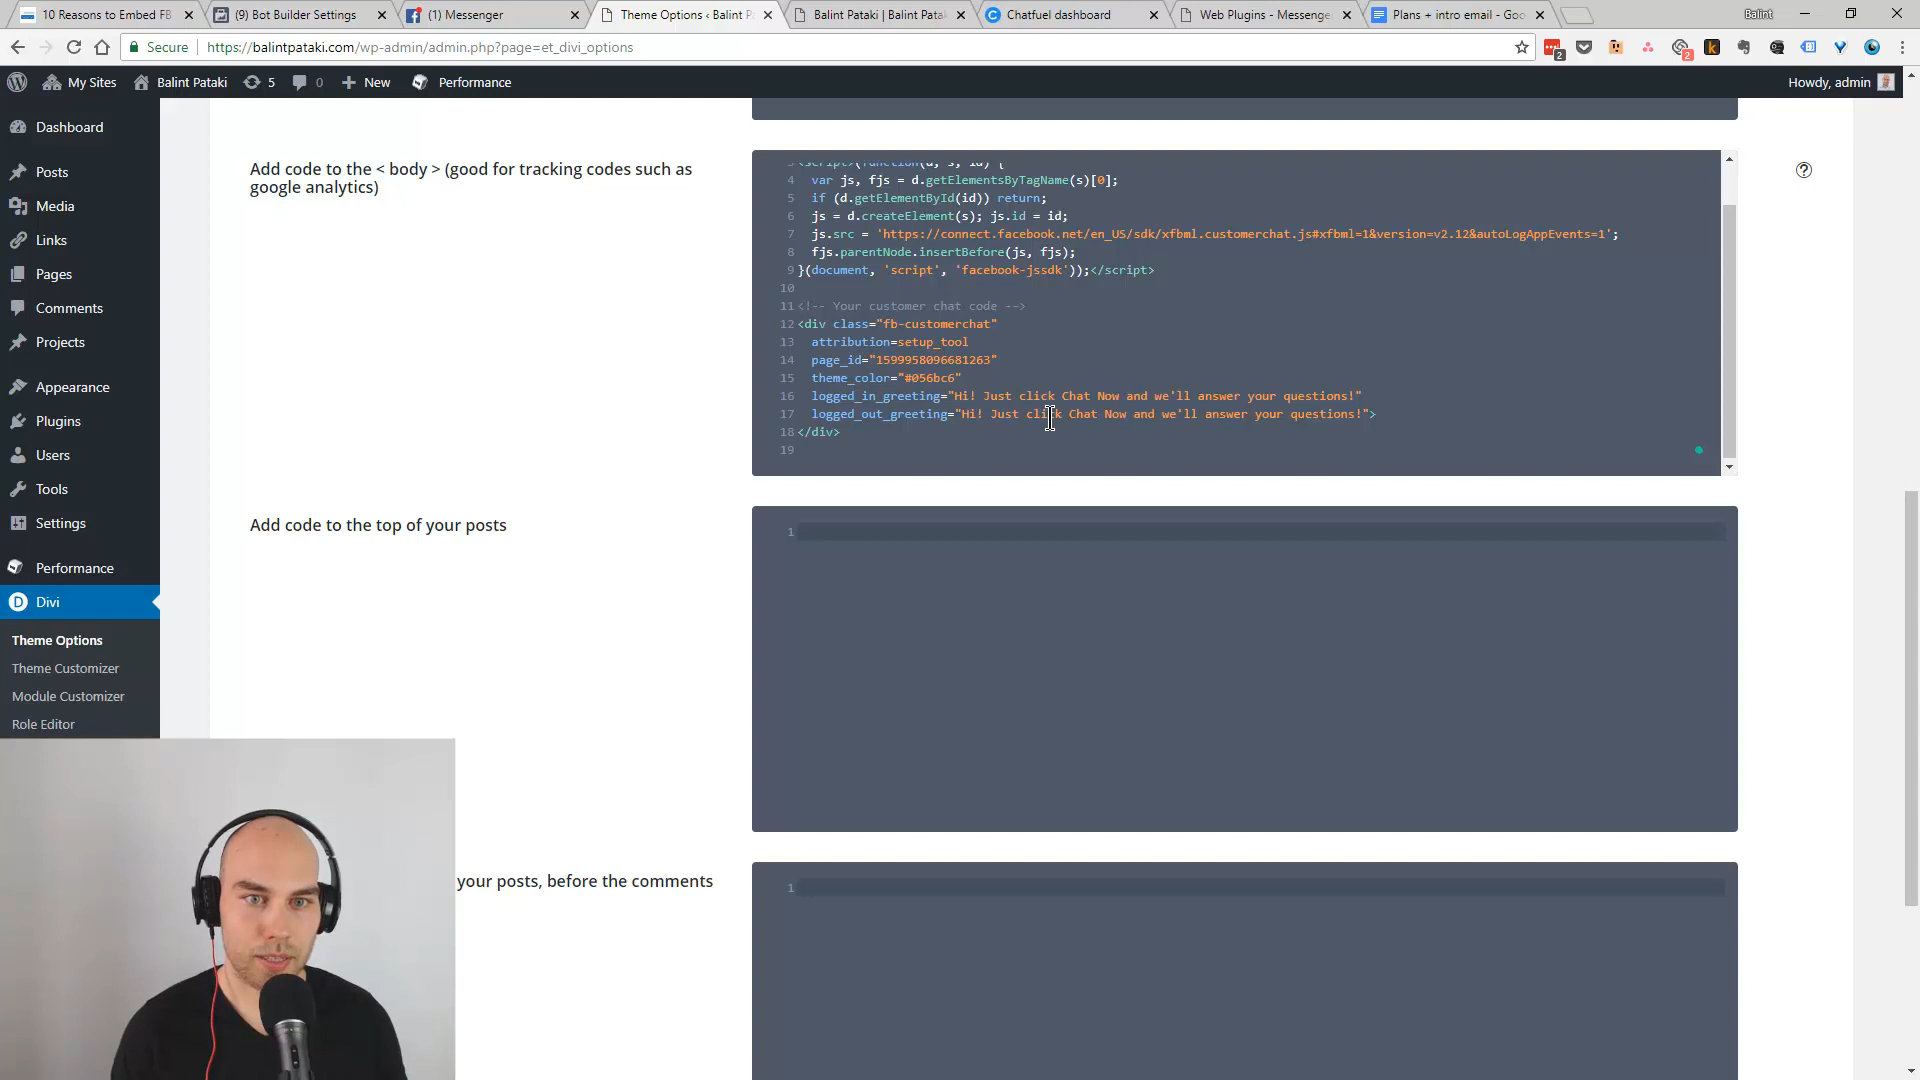 10 Reasons to Embed FB
(9) Bot Builder Settings
(1) Messenger
Theme Options ‹ Balint P
Balint Pataki | Balint Pata
Chatfuel dashboard
Web Plugins - Messenge
Plans + intro email - Goo
Balint
Secure
https://balintpataki.com/wp-admin/admin.php?page=et_divi_options
2
2
My Sites
Balint Pataki
5
0
New
Performance
Howdy, admin
Dashboard
Posts
Media
Links
Pages
Comments
Projects
Appearance
Plugins
Users
Tools
Settings
Performance
Divi
Theme Options
Theme Customizer
Module Customizer
Role Editor
Add code to the < body > (good for tracking codes such as
google analytics)
3 <script>(function(d, s, id) {
4 var js, fjs = d.getElementsByTagName(s)[0];
5 if (d.getElementById(id)) return;
6 js = d.createElement(s); js.id = id;
7 js.src = 'https://connect.facebook.net/en_US/sdk/xfbml.customerchat.js#xfbml=1&version=v2.12&autoLogAppEvents=1';
8 fjs.parentNode.insertBefore(js, fjs);
9 }(document, 'script', 'facebook-jssdk'));</script>
10
11 <!-- Your customer chat code -->
12 <div class="fb-customerchat"
13 attribution=setup_tool
14 page_id="1599958096681263"
15 theme_color="#056bc6"
16 logged_in_greeting="Hi! Just click Chat Now and we'll answer your questions!"
17 logged_out_greeting="Hi! Just click Chat Now and we'll answer your questions!">
18 </div>
19
Add code to the top of your posts
1
your posts, before the comments
1